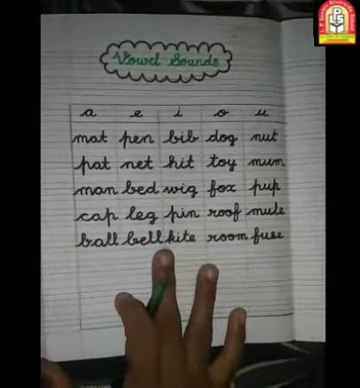 Vowel Sounds
a e i o u
mat pen bib dog nut
pat net hit toy mum
man bed wig fox pup
cap leg pin roof mule
ball bell kite room fuse